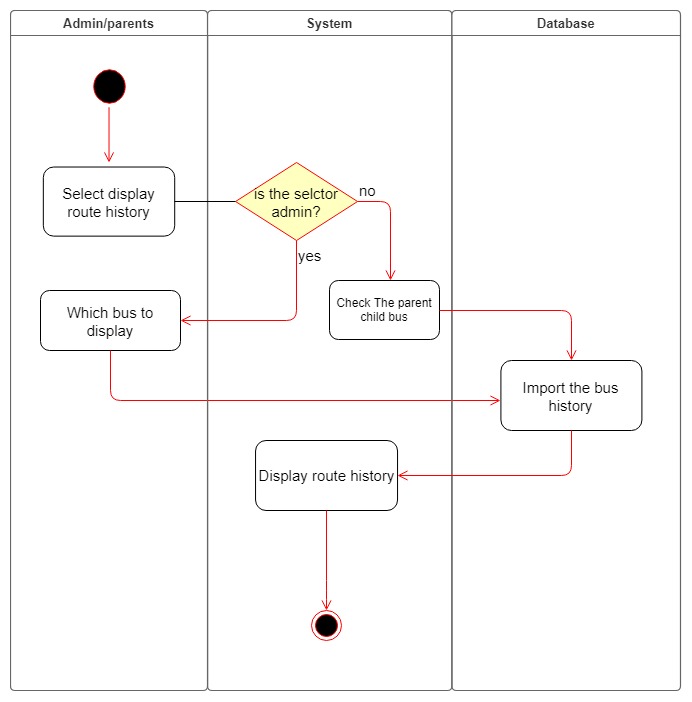 Admin/parents
System
Database
Select display
route history
is the selctor
admin?
no
yes
Which bus to
display
Check The parent
child bus
Import the bus
history
Display route history